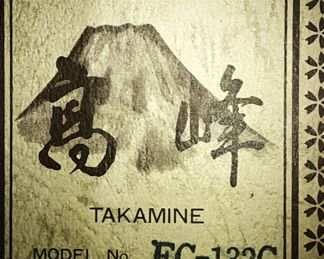 高峰
TAKAMINE
MODEL No. EC-132C